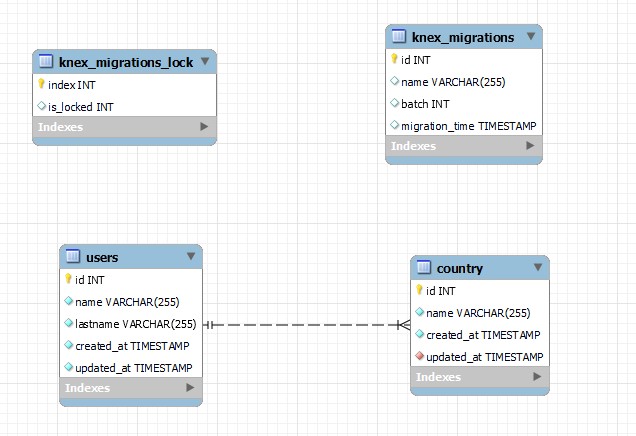 knex_migrations_lock
index INT
is_locked INT
Indexes
knex_migrations
id INT
name VARCHAR(255)
batch INT
migration_time TIMESTAMP
Indexes
users
id INT
name VARCHAR(255)
lastname VARCHAR(255)
created_at TIMESTAMP
updated_at TIMESTAMP
Indexes
country
id INT
name VARCHAR(255)
created_at TIMESTAMP
updated_at TIMESTAMP
Indexes